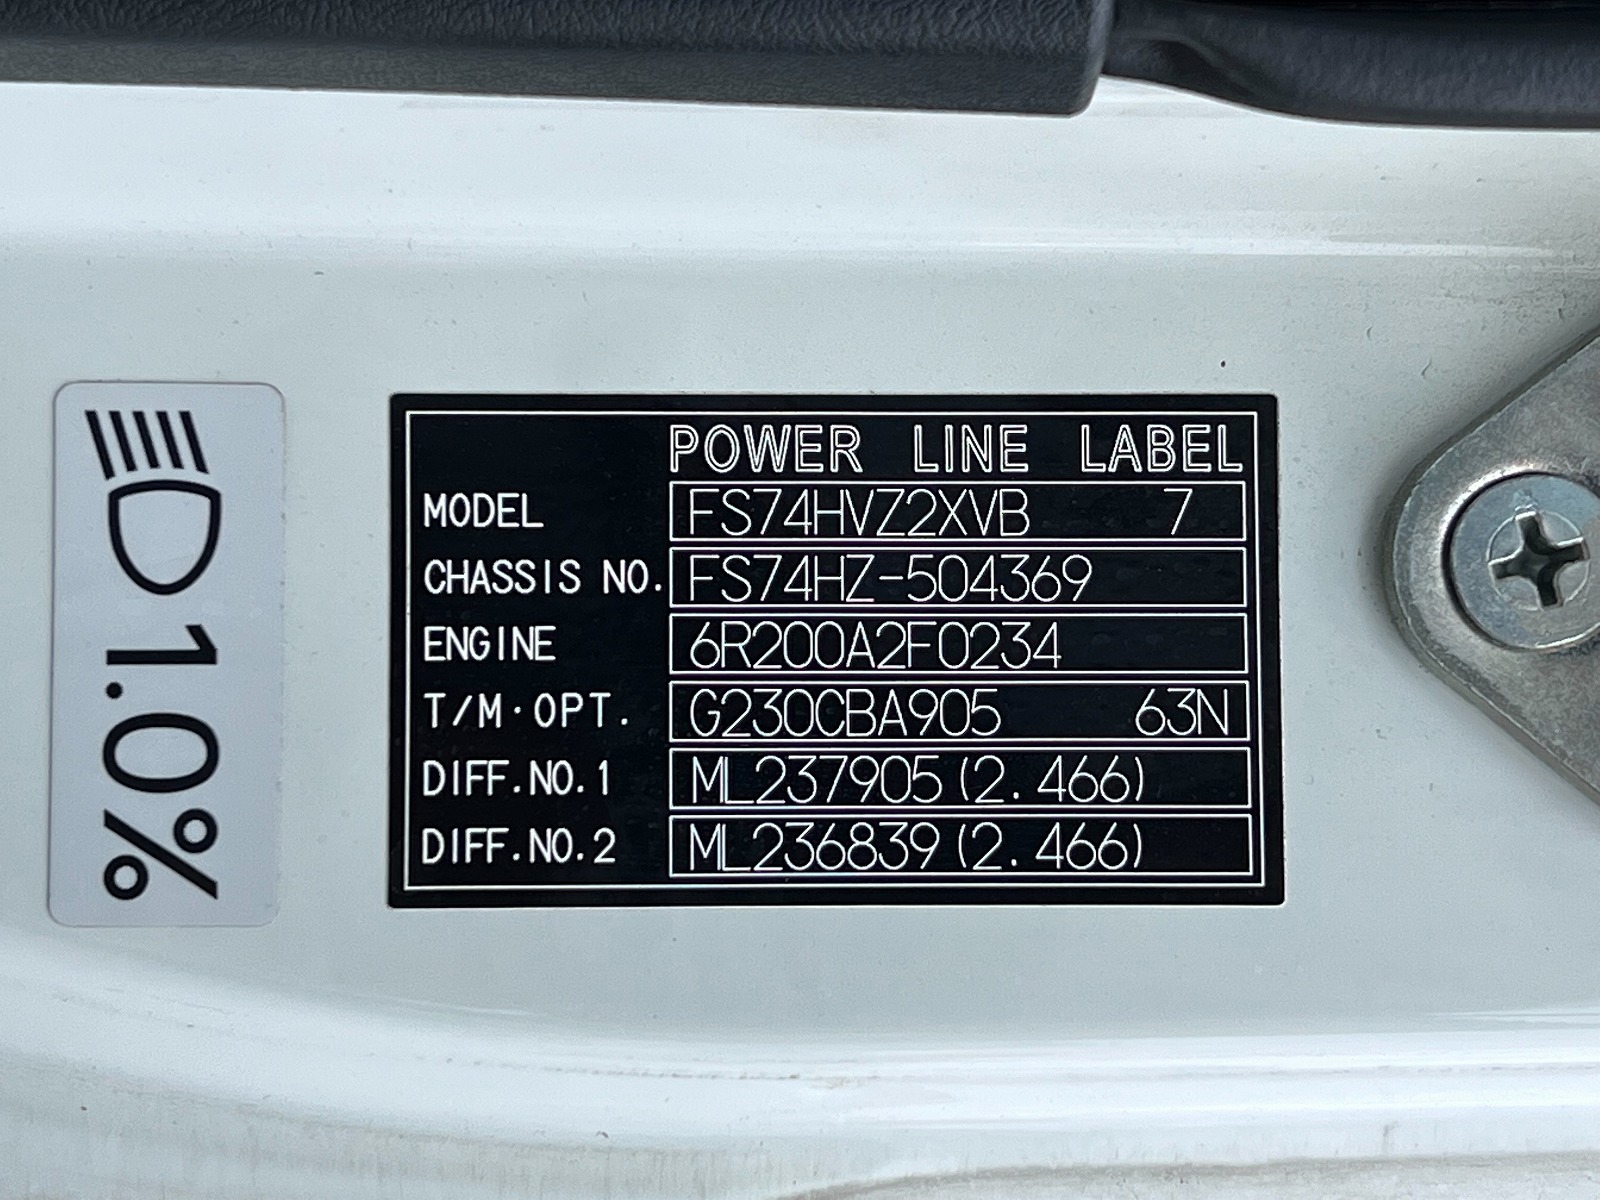 1.0%
POWER LINE LABEL
MODEL FS74HVZ2XVB 7
CHASSIS NO. FS74HZ-504369
ENGINE 6R200A2F0234
T/M·OPT. G230CBA905 63N
DIFF.NO.1 ML237905(2.466)
DIFF.NO.2 ML236839(2.466)